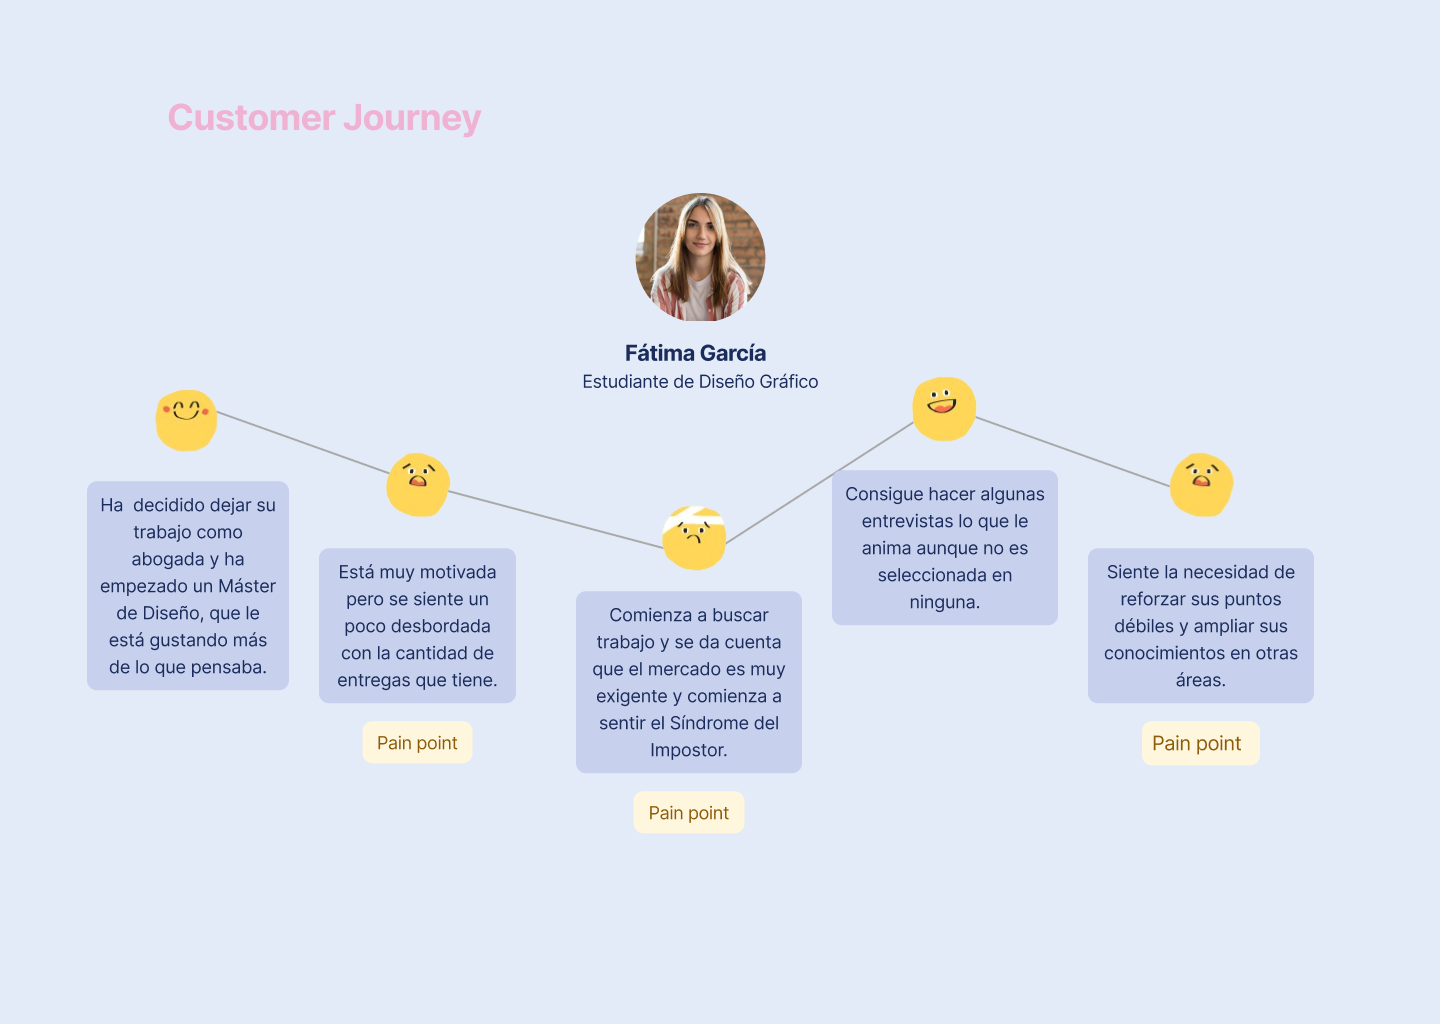 Customer Journey
Fátima García
Estudiante de Diseño Gráfico
Ha  decidido dejar su
trabajo como
abogada y ha
empezado un Máster
de Diseño, que le
está gustando más
de lo que pensaba.
Está muy motivada
pero se siente un
poco desbordada
con la cantidad de
entregas que tiene.
Pain point
Comienza a buscar
trabajo y se da cuenta
que el mercado es muy
exigente y comienza a
sentir el Síndrome del
Impostor.
Pain point
Consigue hacer algunas
entrevistas lo que le
anima aunque no es
seleccionada en
ninguna.
Siente la necesidad de
reforzar sus puntos
débiles y ampliar sus
conocimientos en otras
áreas.
Pain point